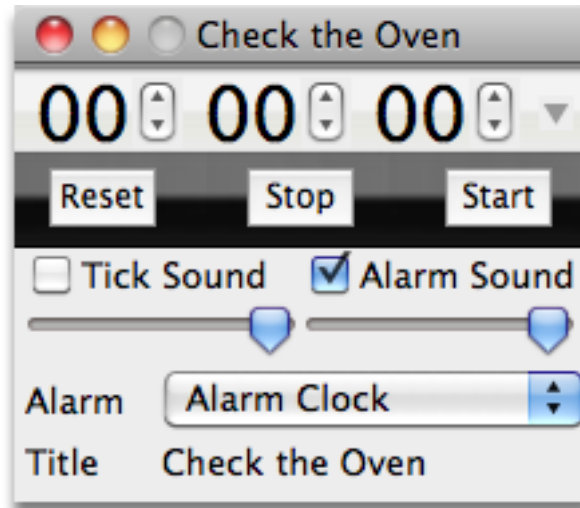 Check the Oven
00 00 00
Reset Stop Start
Tick Sound Alarm Sound
Alarm Alarm Clock
Title Check the Oven